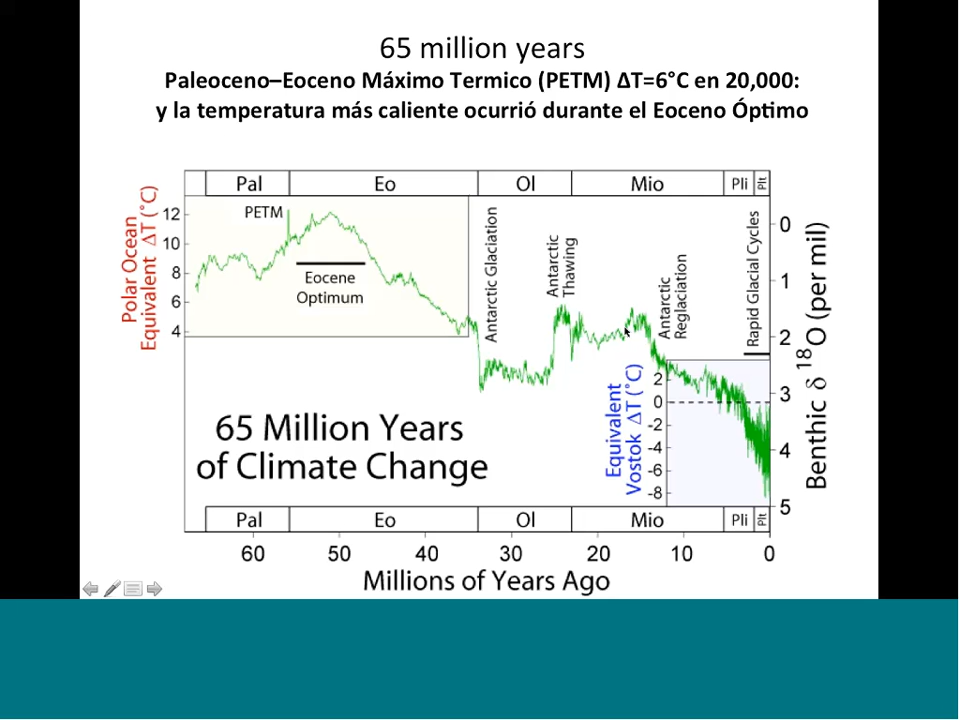 65 million years
Paleoceno–Eoceno Máximo Termico (PETM) ΔT=6°C en 20,000:
y la temperatura más caliente ocurrió durante el Eoceno Óptimo
Pal Eo Ol Mio Pli Plt
Polar Ocean
Equivalent ΔT (˚C)
12
10
8
6
4
PETM
Eocene
Optimum
Antarctic Glaciation
Antarctic
Thawing
Antarctic
Reglaciation
Rapid Glacial Cycles
0
1
2
3
4
5
Benthic δ 18O (per mil)
Equivalent
Vostok ΔT (˚C)
2
0
-2
-4
-6
-8
65 Million Years
of Climate Change
Pal Eo Ol Mio Pli Plt
60 50 40 30 20 10 0
Millions of Years Ago